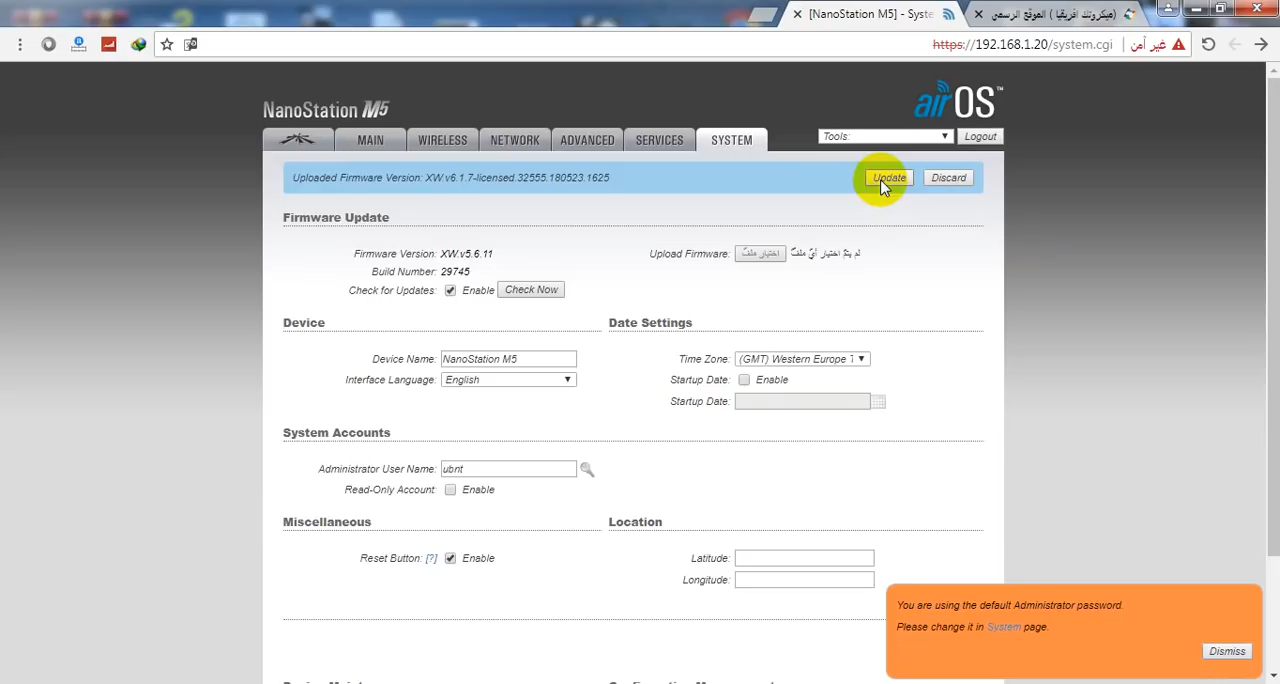 [NanoStation M5] - Syste
(ميكروتك أفريقيا ) الموقع الرسمي
https://192.168.1.20/system.cgi
غير آمن
NanoStation M5
airOS™
MAIN
WIRELESS
NETWORK
ADVANCED
SERVICES
SYSTEM
Tools:
Logout
Uploaded Firmware Version: XW.v6.1.7-licensed.32555.180523.1625
Update
Discard
Firmware Update
Firmware Version: XW.v5.6.11
Upload Firmware: اختيار ملفّ لم يتمّ اختيار أيّ ملفّ
Build Number: 29745
Check for Updates: Enable Check Now
Device
Date Settings
Device Name: NanoStation M5
Time Zone: (GMT) Western Europe T
Interface Language: English
Startup Date: Enable
Startup Date:
System Accounts
Administrator User Name: ubnt
Read-Only Account: Enable
Miscellaneous
Location
Reset Button: [?] Enable
Latitude:
Longitude:
You are using the default Administrator password.
Please change it in System page.
Dismiss